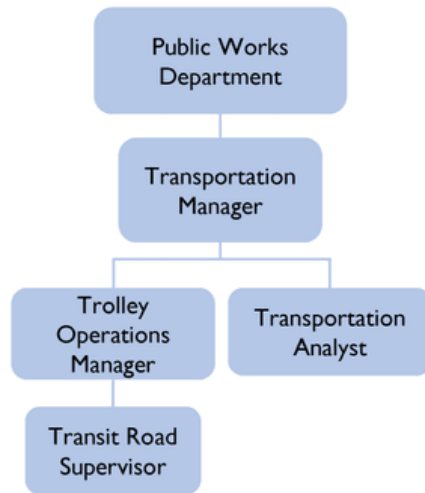 Public Works
Department
Transportation
Manager
Trolley
Operations
Manager
Transportation
Analyst
Transit Road
Supervisor